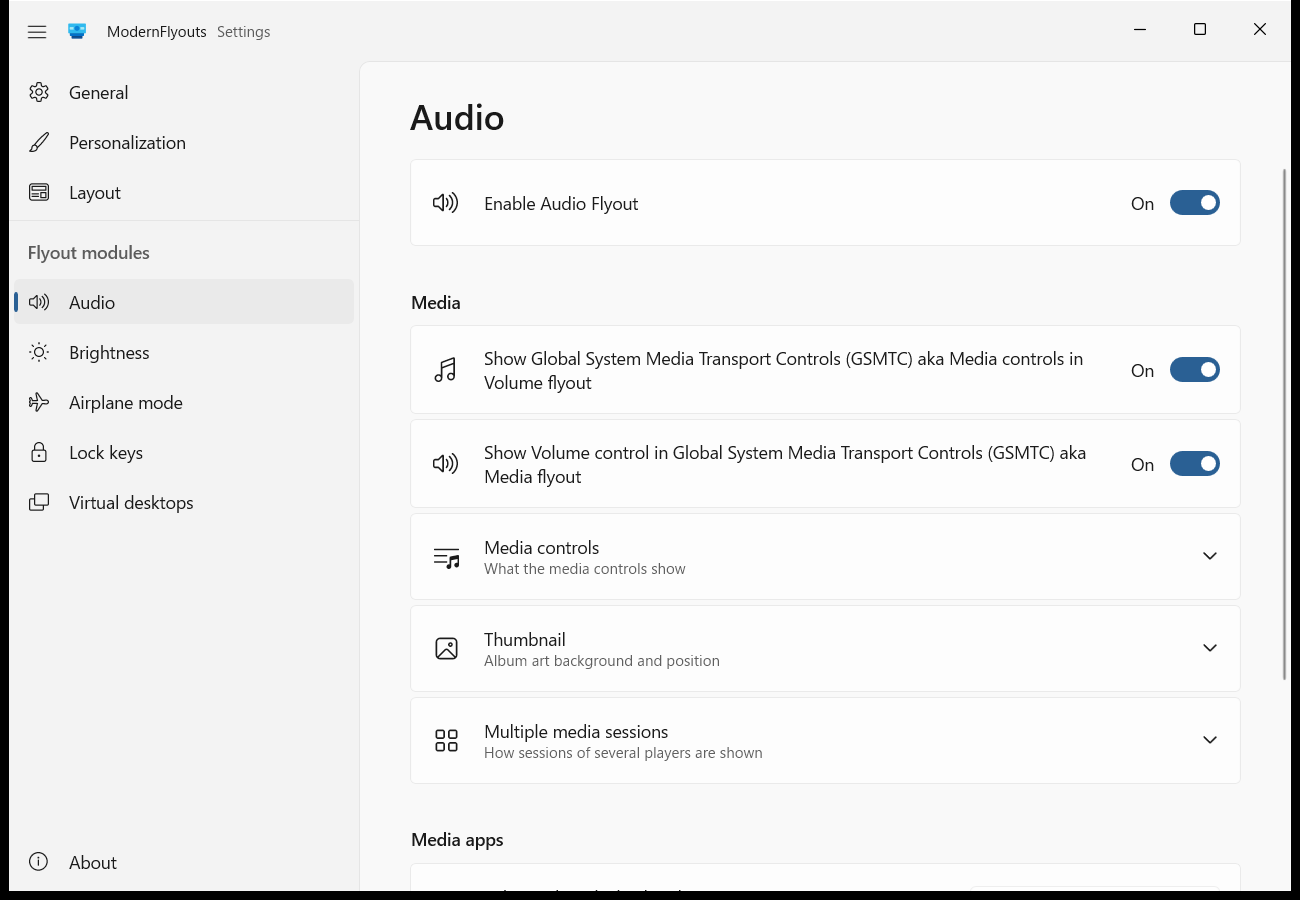 ModernFlyouts Settings
General
Personalization
Layout
Flyout modules
Audio
Brightness
Airplane mode
Lock keys
Virtual desktops
About
Audio
Enable Audio Flyout
On
Media
Show Global System Media Transport Controls (GSMTC) aka Media controls in
Volume flyout
On
Show Volume control in Global System Media Transport Controls (GSMTC) aka
Media flyout
On
Media controls
What the media controls show
Thumbnail
Album art background and position
Multiple media sessions
How sessions of several players are shown
Media apps